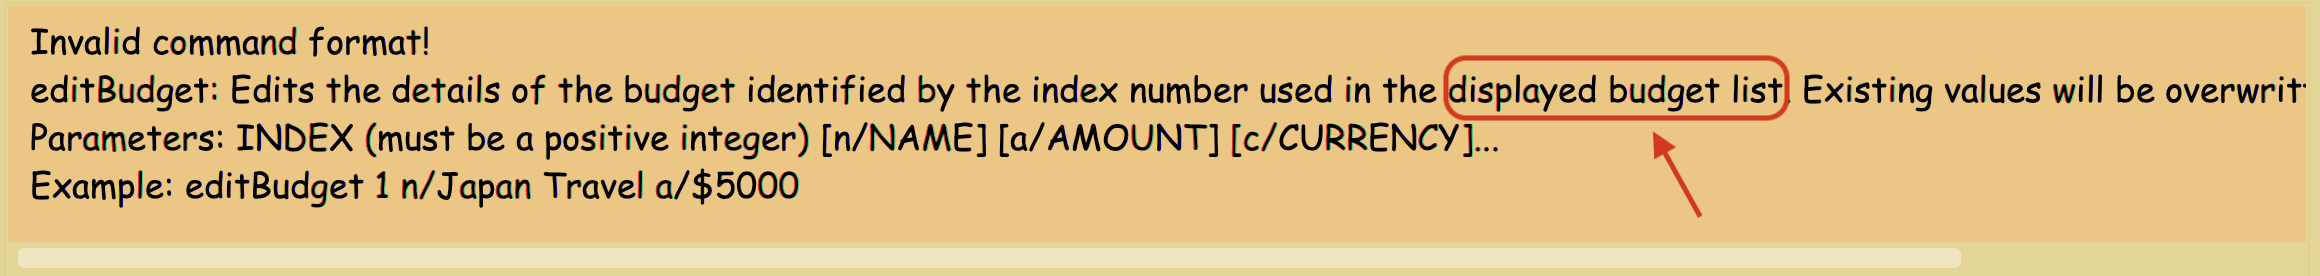 Invalid command format!
editBudget: Edits the details of the budget identified by the index number used in the displayed budget list. Existing values will be
Parameters: INDEX (must be a positive integer) [n/NAME] [a/AMOUNT] [c/CURRENCY]...
Example: editBudget 1 n/Japan Travel a/$5000